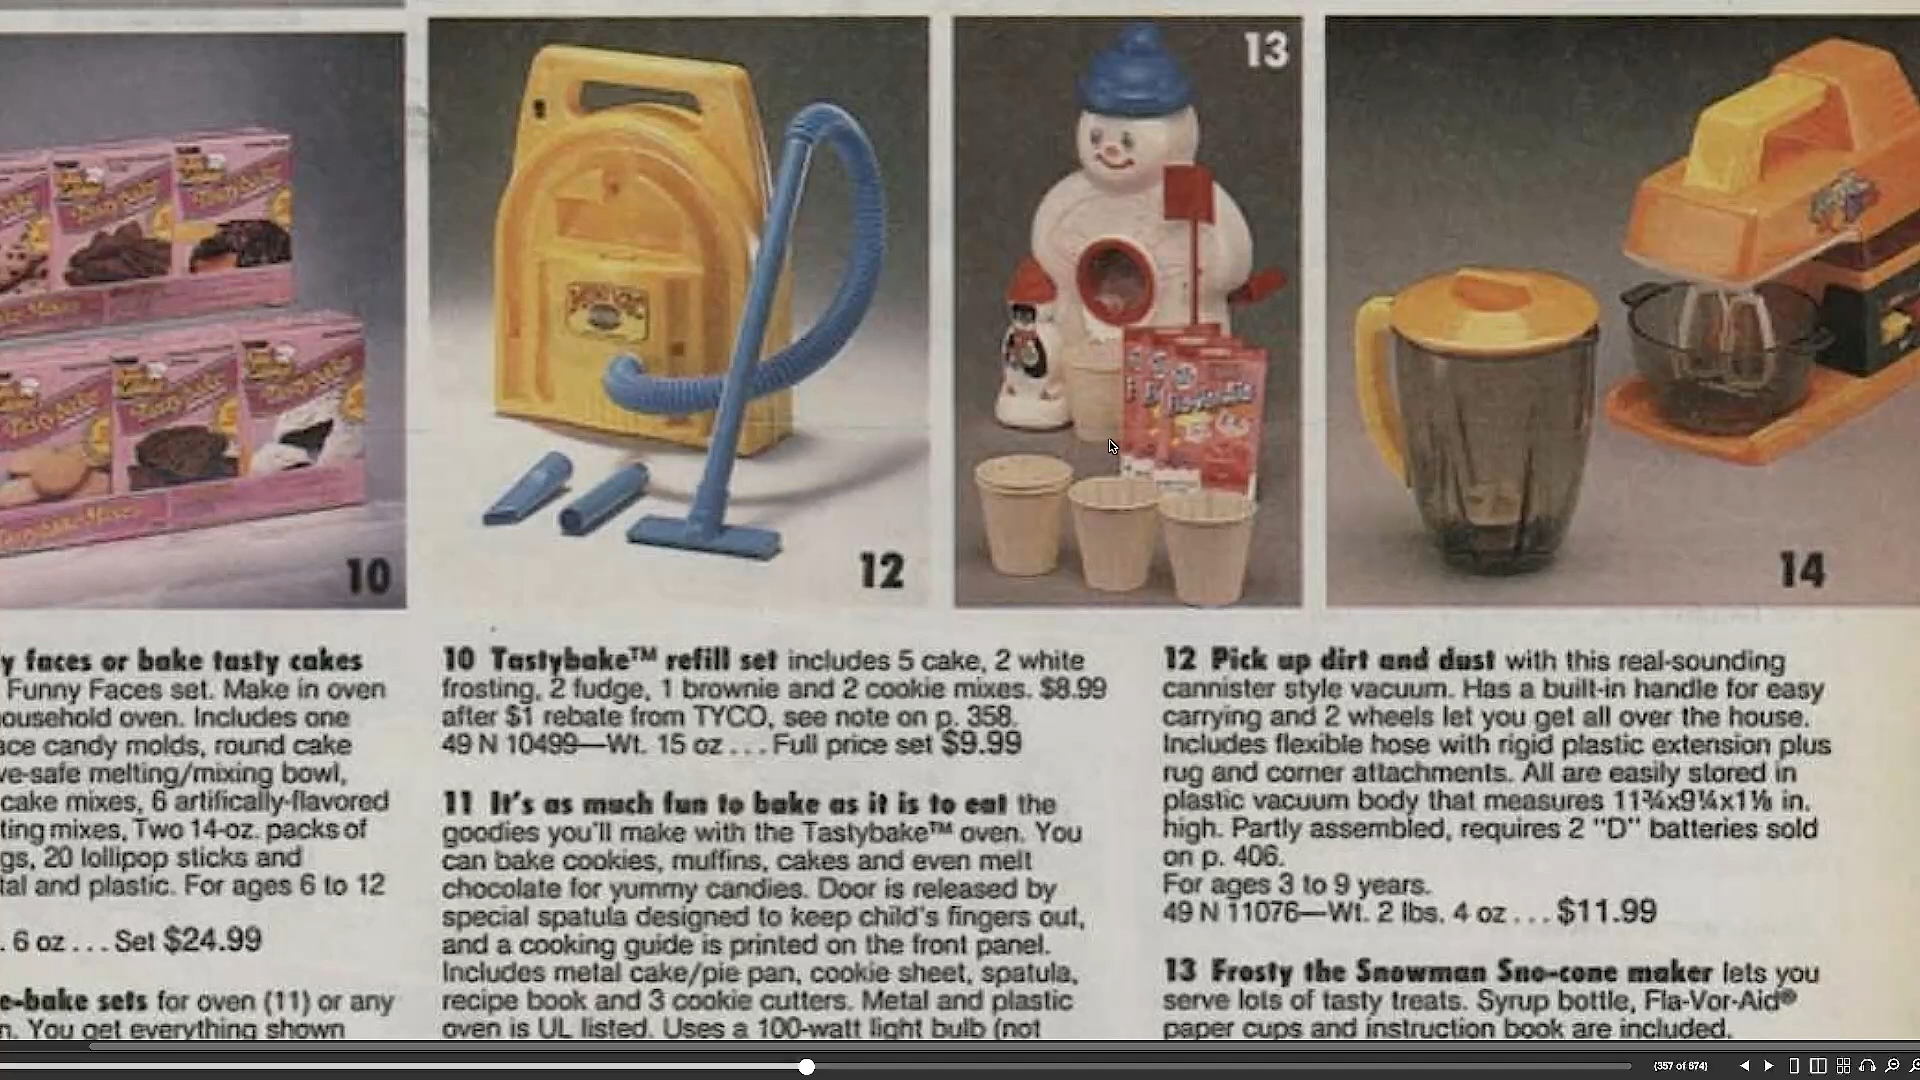 13
10
12
14
y faces or bake tasty cakes
Funny Faces set. Make in oven
ousehold oven. Includes one
ace candy molds, round cake
ve-safe melting/mixing bowl,
cake mixes, 6 artifically-flavored
ting mixes, Two 14-oz. packs of
gs, 20 lollipop sticks and
tal and plastic. For ages 6 to 12
. 6 oz ... Set $24.99
e-bake sets for oven (11) or any
n. You get everything shown
10 Tastybake™ refill set includes 5 cake, 2 white
frosting, 2 fudge, 1 brownie and 2 cookie mixes. $8.99
after $1 rebate from TYCO, see note on p. 358.
49 N 10499—Wt. 15 oz ... Full price set $9.99
11 It's as much fun to bake as it is to eat the
goodies you'll make with the Tastybake™ oven. You
can bake cookies, muffins, cakes and even melt
chocolate for yummy candies. Door is released by
special spatula designed to keep child's fingers out,
and a cooking guide is printed on the front panel.
Includes metal cake/pie pan, cookie sheet, spatula,
recipe book and 3 cookie cutters. Metal and plastic
oven is UL listed. Uses a 100-watt light bulb (not
12 Pick up dirt and dust with this real-sounding
cannister style vacuum. Has a built-in handle for easy
carrying and 2 wheels let you get all over the house.
Includes flexible hose with rigid plastic extension plus
rug and corner attachments. All are easily stored in
plastic vacuum body that measures 11¾x9¼x1⅛ in.
high. Partly assembled, requires 2 "D" batteries sold
on p. 406.
For ages 3 to 9 years.
49 N 11076—Wt. 2 lbs. 4 oz ... $11.99
13 Frosty the Snowman Sno-cone maker lets you
serve lots of tasty treats. Syrup bottle, Fla-Vor-Aid®
paper cups and instruction book are included.
(357 of 674)